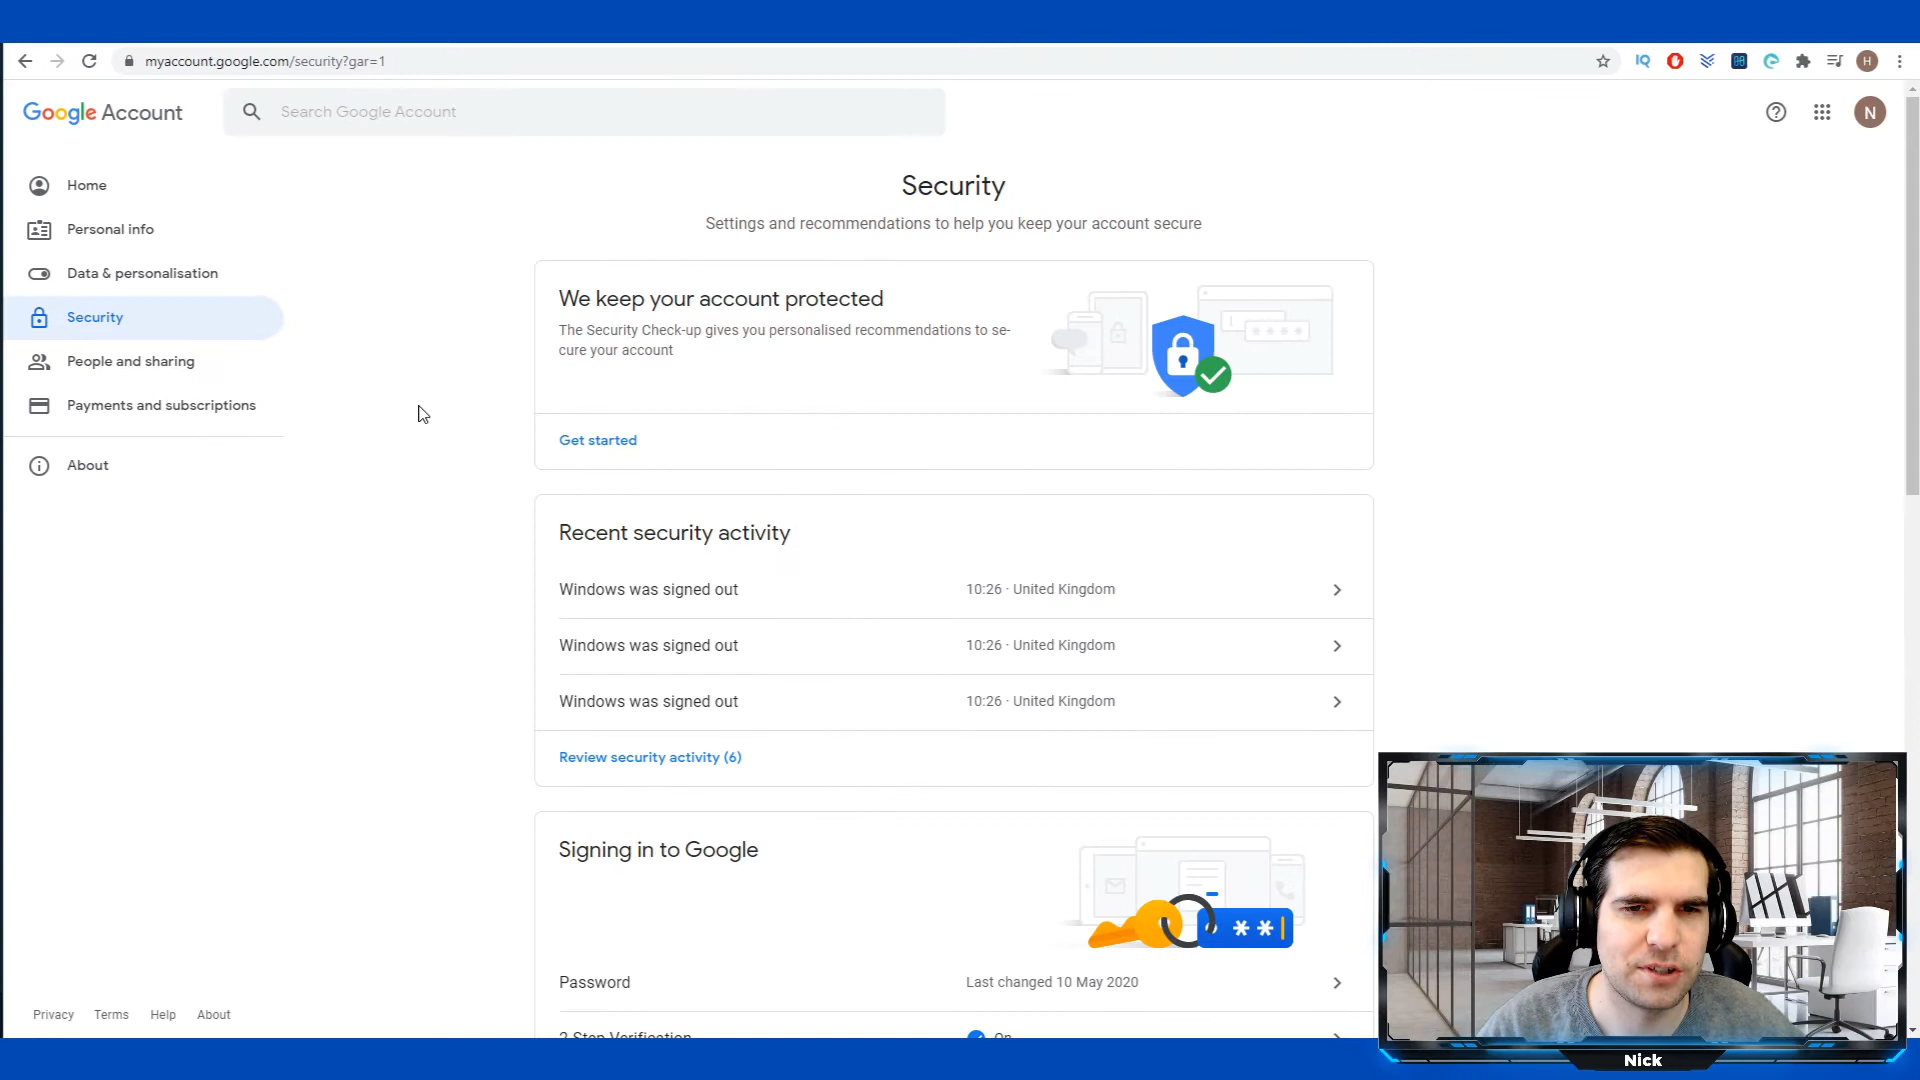 myaccount.google.com/security?gar=1
IQ
H
Google Account
Search Google Account
N
Home
Personal info
Data & personalisation
Security
People and sharing
Payments and subscriptions
About
Security
Settings and recommendations to help you keep your account secure
We keep your account protected
The Security Check-up gives you personalised recommendations to se-
cure your account
Get started
Recent security activity
Windows was signed out 10:26 · United Kingdom
Windows was signed out 10:26 · United Kingdom
Windows was signed out 10:26 · United Kingdom
Review security activity (6)
Signing in to Google
Password Last changed 10 May 2020
2-Step Verification On
Privacy Terms Help About
Nick